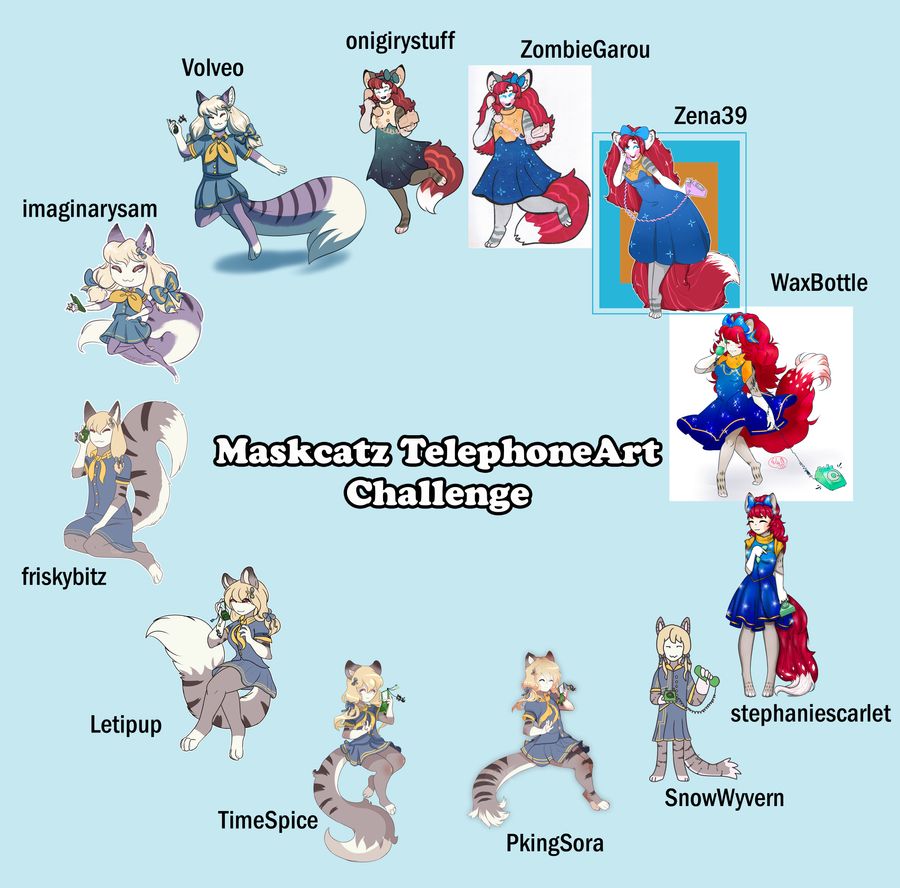 onigirystuff
ZombieGarou
Volveo
Zena39
imaginarysam
WaxBottle
Maskcatz TelephoneArt
Challenge
friskybitz
stephaniescarlet
Letipup
SnowWyvern
TimeSpice
PkingSora